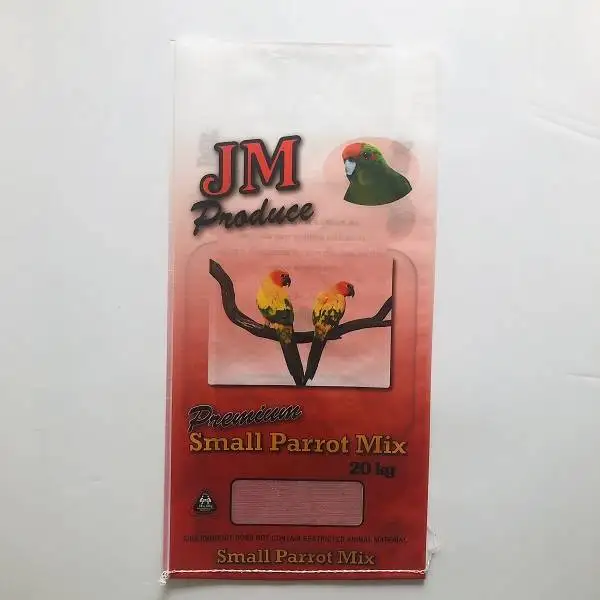 JM
Produce
Premium
Small Parrot Mix
20 kg
THIS PRODUCT DOES NOT CONTAIN RESTRICTED ANIMAL MATERIAL
Small Parrot Mix